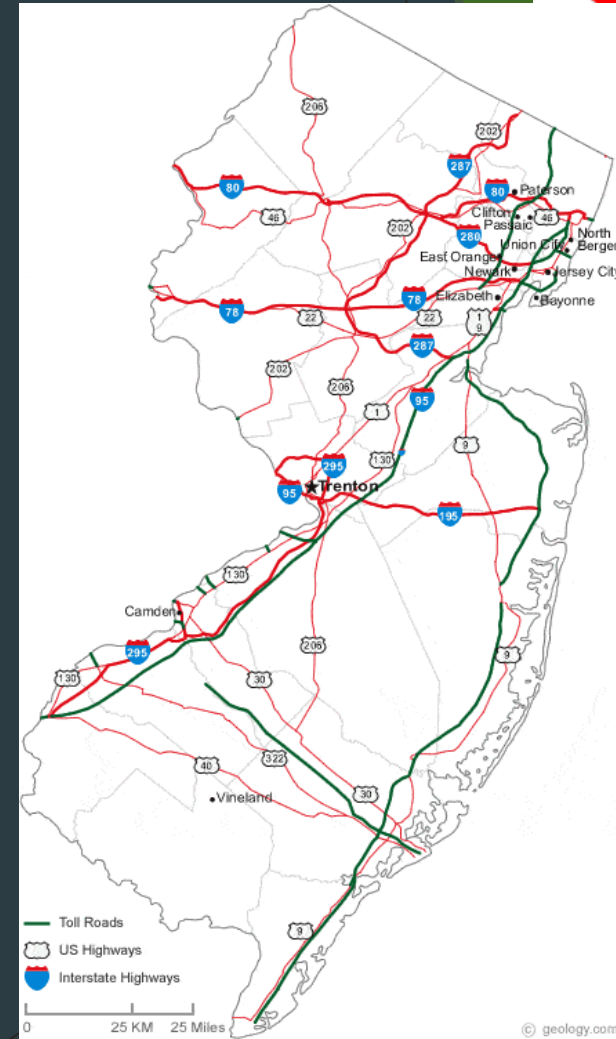 206
202
287
80
80
Paterson
46
Clifton
46
Passaic
202
280
North
Bergen
Union City
East Orange
Newark
Jersey City
78
Elizabeth
Bayonne
78
22
22
1
9
287
202
206
95
1
9
130
295
95
Trenton
195
130
Camden
206
295
9
130
30
322
40
30
Vineland
9
Toll Roads
US Highways
Interstate Highways
0 25 KM 25 Miles
© geology.com